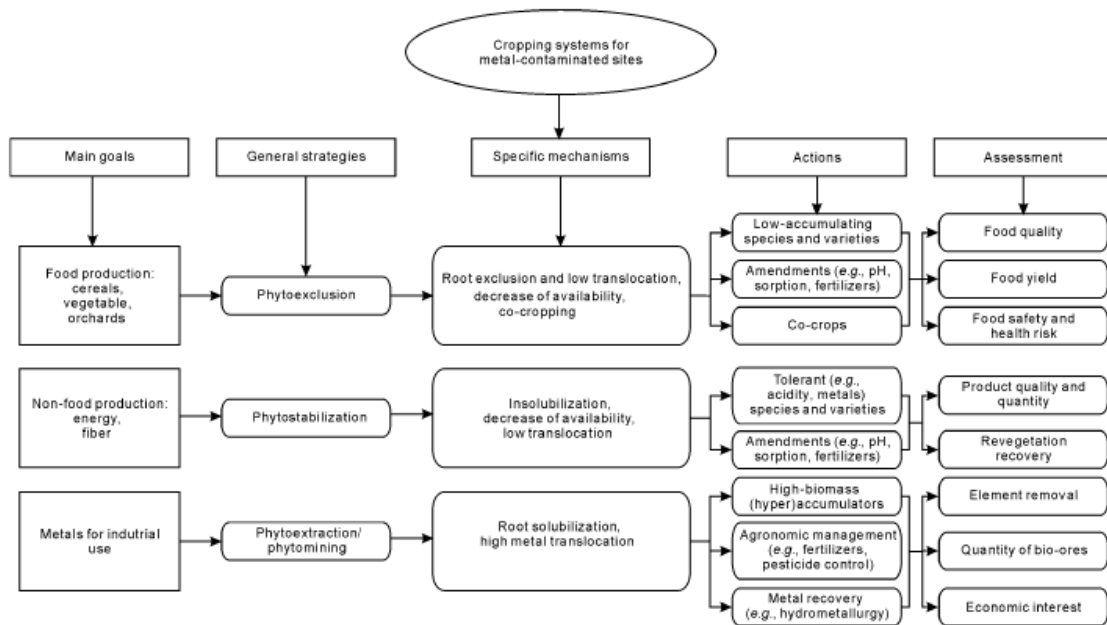 Cropping systems for
metal-contaminated sites
Main goals
General strategies
Specific mechanisms
Actions
Assessment
Food production:
cereals,
vegetable,
orchards
Phytoexclusion
Root exclusion and low translocation,
decrease of availability,
co-cropping
Low-accumulating
species and varieties
Amendments (e.g., pH,
sorption, fertilizers)
Co-crops
Food quality
Food yield
Food safety and
health risk
Non-food production:
energy,
fiber
Phytostabilization
Insolubilization,
decrease of availability,
low translocation
Tolerant (e.g.,
acidity, metals)
species and varieties
Amendments (e.g., pH,
sorption, fertilizers)
Product quality and
quantity
Revegetation
recovery
Metals for indutrial
use
Phytoextraction/
phytomining
Root solubilization,
high metal translocation
High-biomass
(hyper)accumulators
Agronomic management
(e.g., fertilizers,
pesticide control)
Metal recovery
(e.g., hydrometallurgy)
Element removal
Quantity of bio-ores
Economic interest